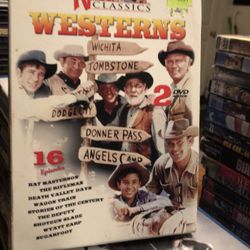 CLASSICS
WESTERNS
WICHITA
TOMBSTONE
DODGE CITY
2 DVD
DONNER PASS
ANGELS CAMP
16
Episodes
BAT MASTERSON
THE RIFLEMAN
DEATH VALLEY DAYS
WAGON TRAIN
STORIES OF THE CENTURY
THE DEPUTY
SHOTGUN SLADE
WYATT EARP
SUGARFOOT